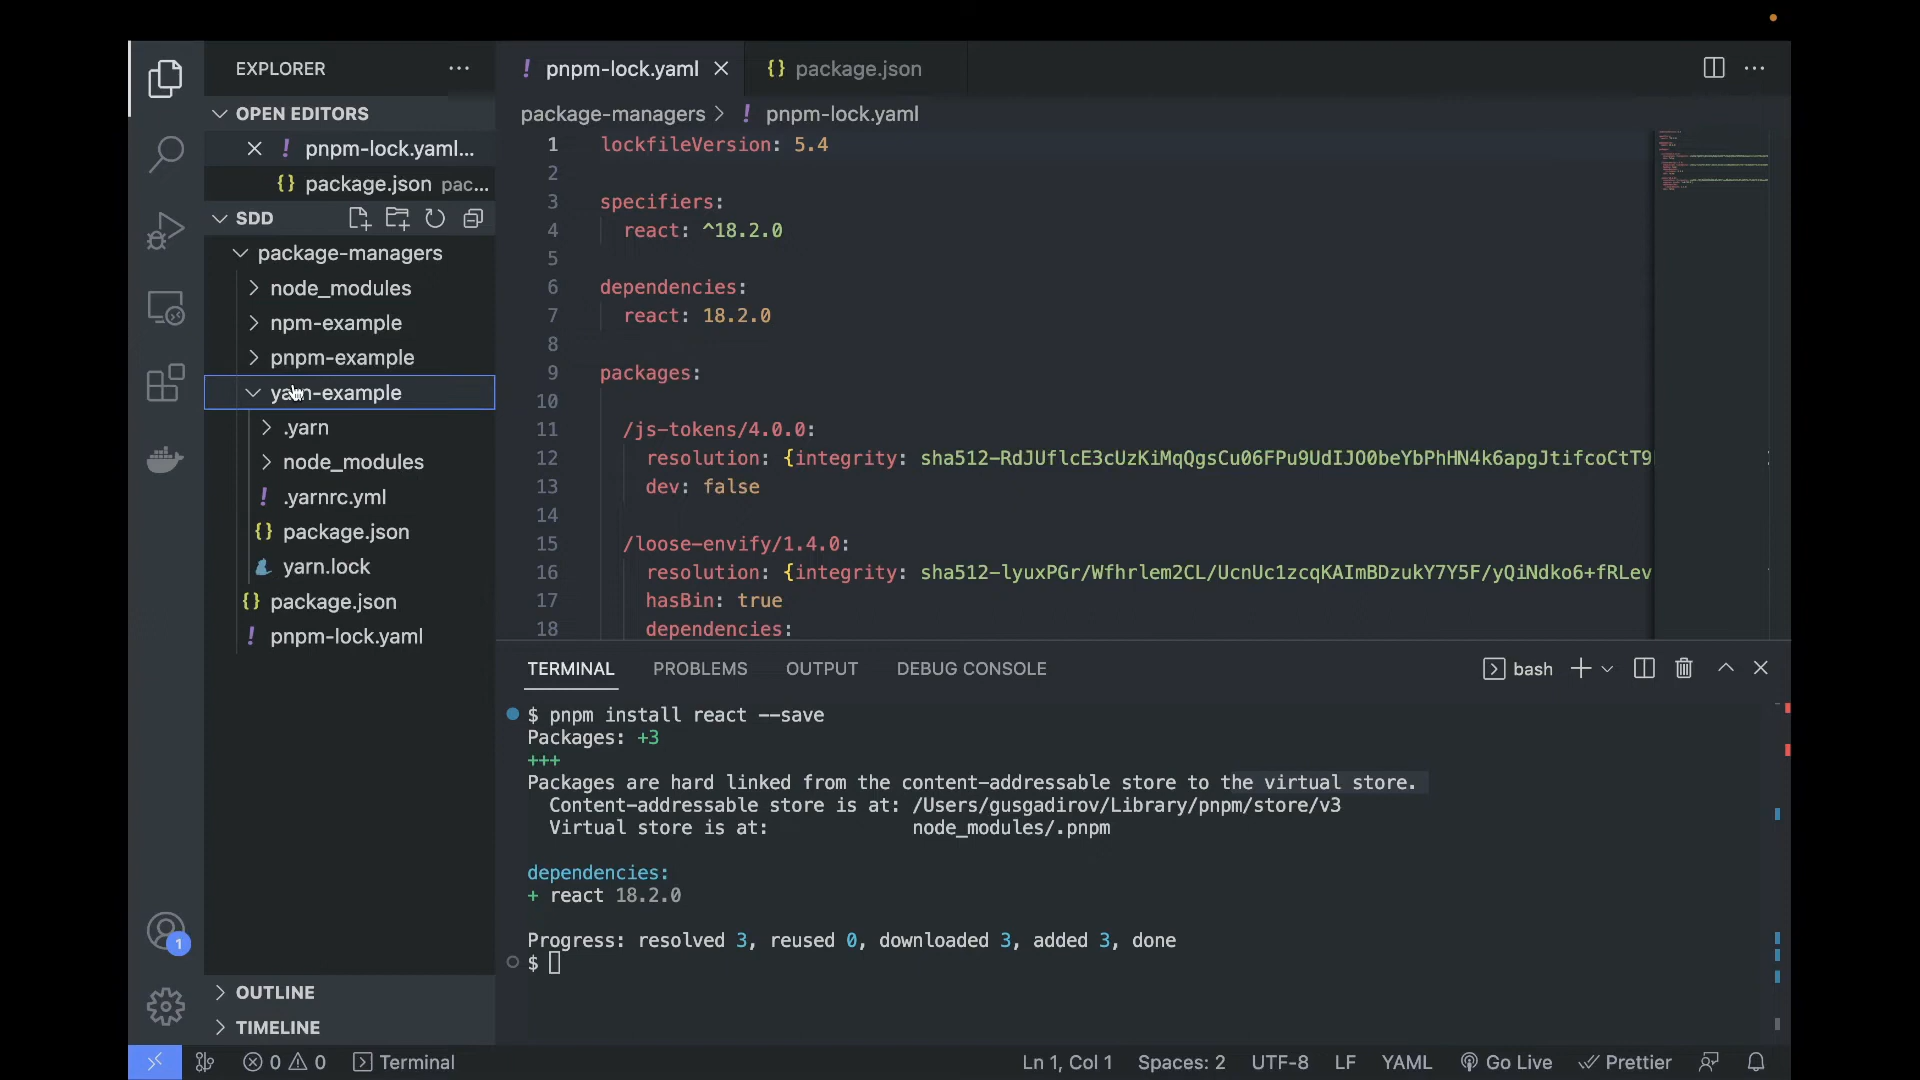 EXPLORER
OPEN EDITORS
pnpm-lock.yaml...
package.json pac...
SDD
package-managers
node_modules
npm-example
pnpm-example
yarn-example
.yarn
node_modules
.yarnrc.yml
package.json
yarn.lock
package.json
pnpm-lock.yaml
OUTLINE
TIMELINE
1
pnpm-lock.yaml
package.json
package-managers > pnpm-lock.yaml
1 lockfileVersion: 5.4
2
3 specifiers:
4 react: ^18.2.0
5
6 dependencies:
7 react: 18.2.0
8
9 packages:
10
11 /js-tokens/4.0.0:
12 resolution: {integrity: sha512-RdJUflcE3cUzKiMqQgsCu06FPu9UdIJO0beYbPhHN4k6apgJtifcoCtT9
13 dev: false
14
15 /loose-envify/1.4.0:
16 resolution: {integrity: sha512-lyuxPGr/Wfhrlem2CL/UcnUc1zcqKAImBDzukY7Y5F/yQiNdko6+fRLev
17 hasBin: true
18 dependencies:
TERMINAL PROBLEMS OUTPUT DEBUG CONSOLE
bash
$ pnpm install react --save
Packages: +3
+++
Packages are hard linked from the content-addressable store to the virtual store.
Content-addressable store is at: /Users/gusgadirov/Library/pnpm/store/v3
Virtual store is at: node_modules/.pnpm
dependencies:
+ react 18.2.0
Progress: resolved 3, reused 0, downloaded 3, added 3, done
$
0 0 Terminal Ln 1, Col 1 Spaces: 2 UTF-8 LF YAML Go Live Prettier